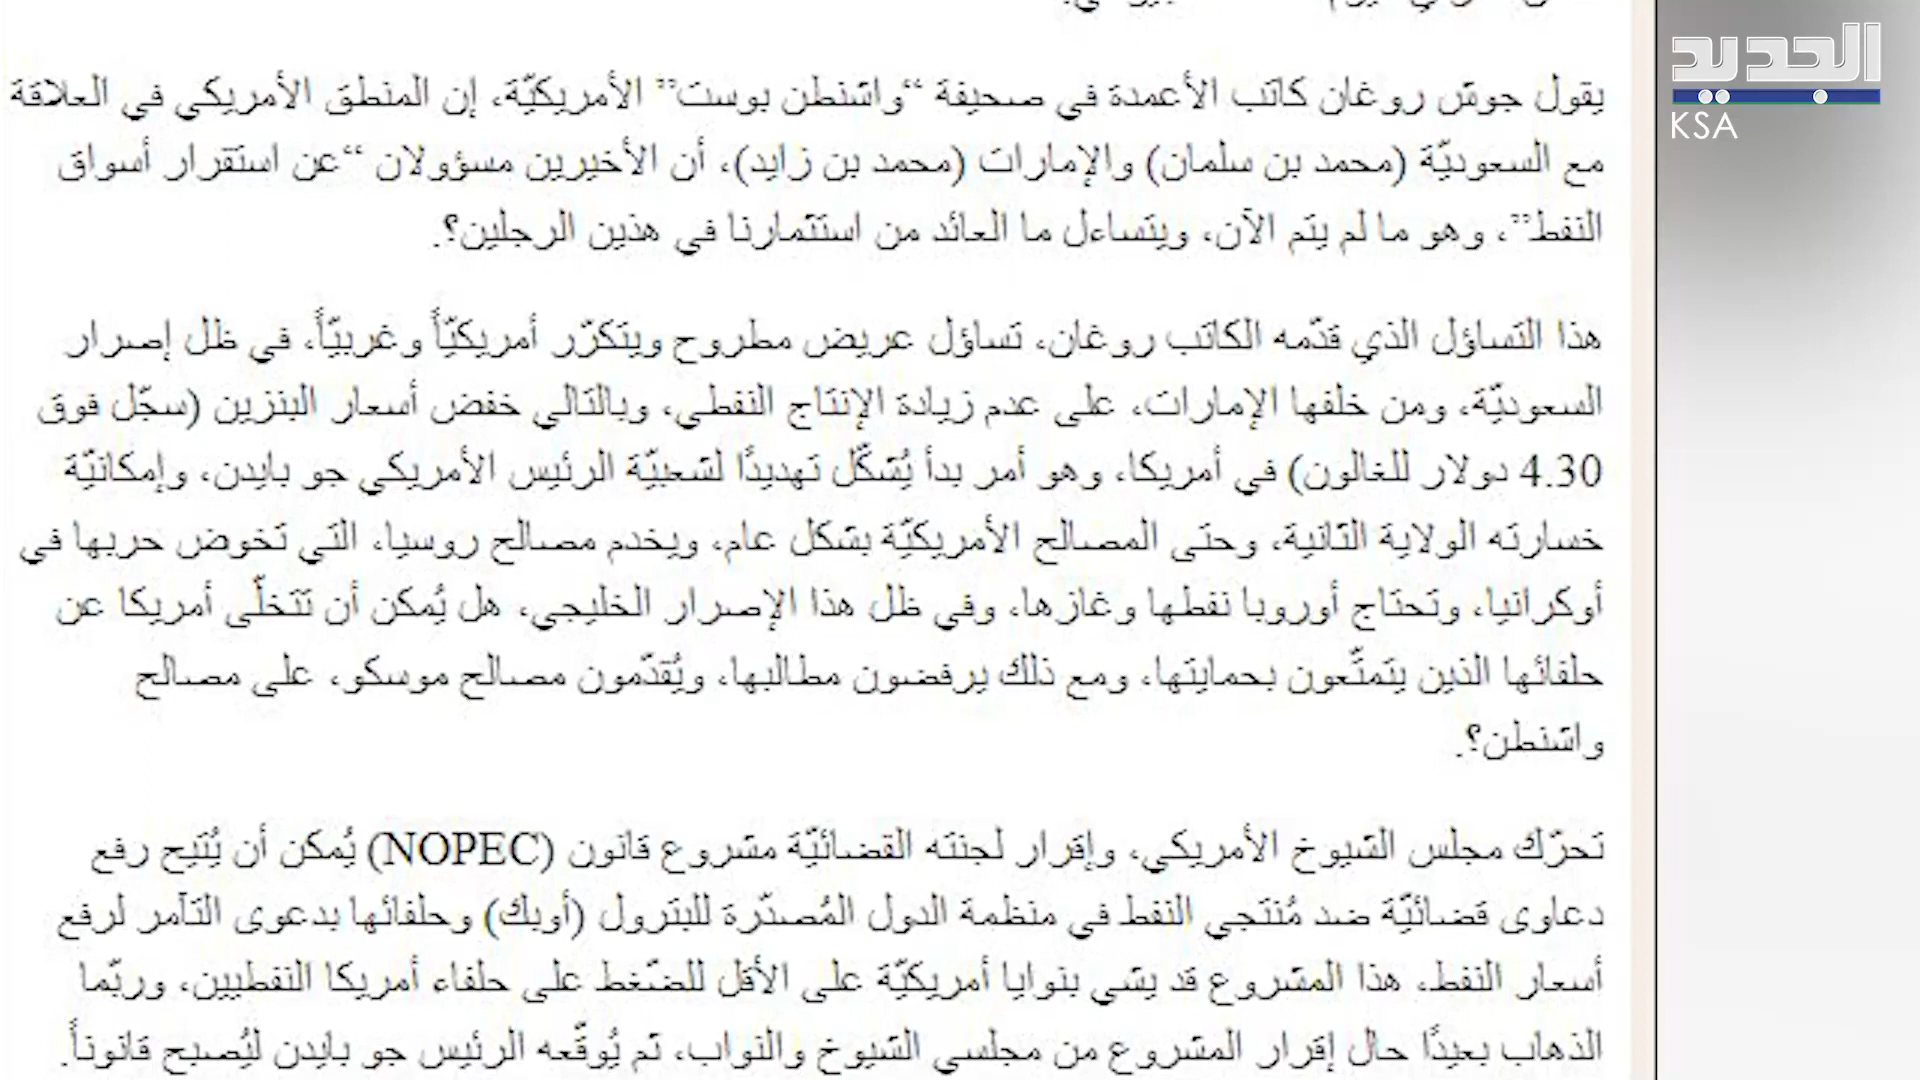 يقول جوش روغان كاتب الأعمدة في صحيفة “واشنطن بوست” الأمريكيّة، إن المنطق الأمريكي في العلاقة
مع السعوديّة (محمد بن سلمان) والإمارات (محمد بن زايد)، أن الأخيرين مسؤولان “عن استقرار أسواق
النفط”، وهو ما لم يتم الآن، ويتساءل ما العائد من استثمارنا في هذين الرجلين؟.
هذا التساؤل الذي قدّمه الكاتب روغان، تساؤل عريض مطروح ويتكرّر أمريكيّاً وغربيّاً، في ظل إصرار
السعوديّة، ومن خلفها الإمارات، على عدم زيادة الإنتاج النفطي، وبالتالي خفض أسعار البنزين (سجّل فوق
4.30 دولار للغالون) في أمريكا، وهو أمر بدأ يُشكّل تهديدًا لشعبيّة الرئيس الأمريكي جو بايدن، وإمكانيّة
خسارته الولاية الثانية، وحتى المصالح الأمريكيّة بشكل عام، ويخدم مصالح روسيا، التي تخوض حربها في
أوكرانيا، وتحتاج أوروبا نفطها وغازها، وفي ظل هذا الإصرار الخليجي، هل يُمكن أن تتخلّى أمريكا عن
حلفائها الذين يتمتّعون بحمايتها، ومع ذلك يرفضون مطالبها، ويُقدّمون مصالح موسكو، على مصالح
واشنطن؟.
تحرّك مجلس الشيوخ الأمريكي، وإقرار لجنته القضائيّة مشروع قانون (NOPEC) يُمكن أن يُتيح رفع
دعاوى قضائيّة ضد مُنتجي النفط في منظمة الدول المُصدّرة للبترول (أوبك) وحلفائها بدعوى التآمر لرفع
أسعار النفط، هذا المشروع قد يشي بنوايا أمريكيّة على الأقل للضّغط على حلفاء أمريكا النفطيين، وربّما
الذهاب بعيدًا حال إقرار المشروع من مجلسي الشيوخ والنواب، ثم يُوقّعه الرئيس جو بايدن ليُصبح قانوناً.
الجديد
KSA